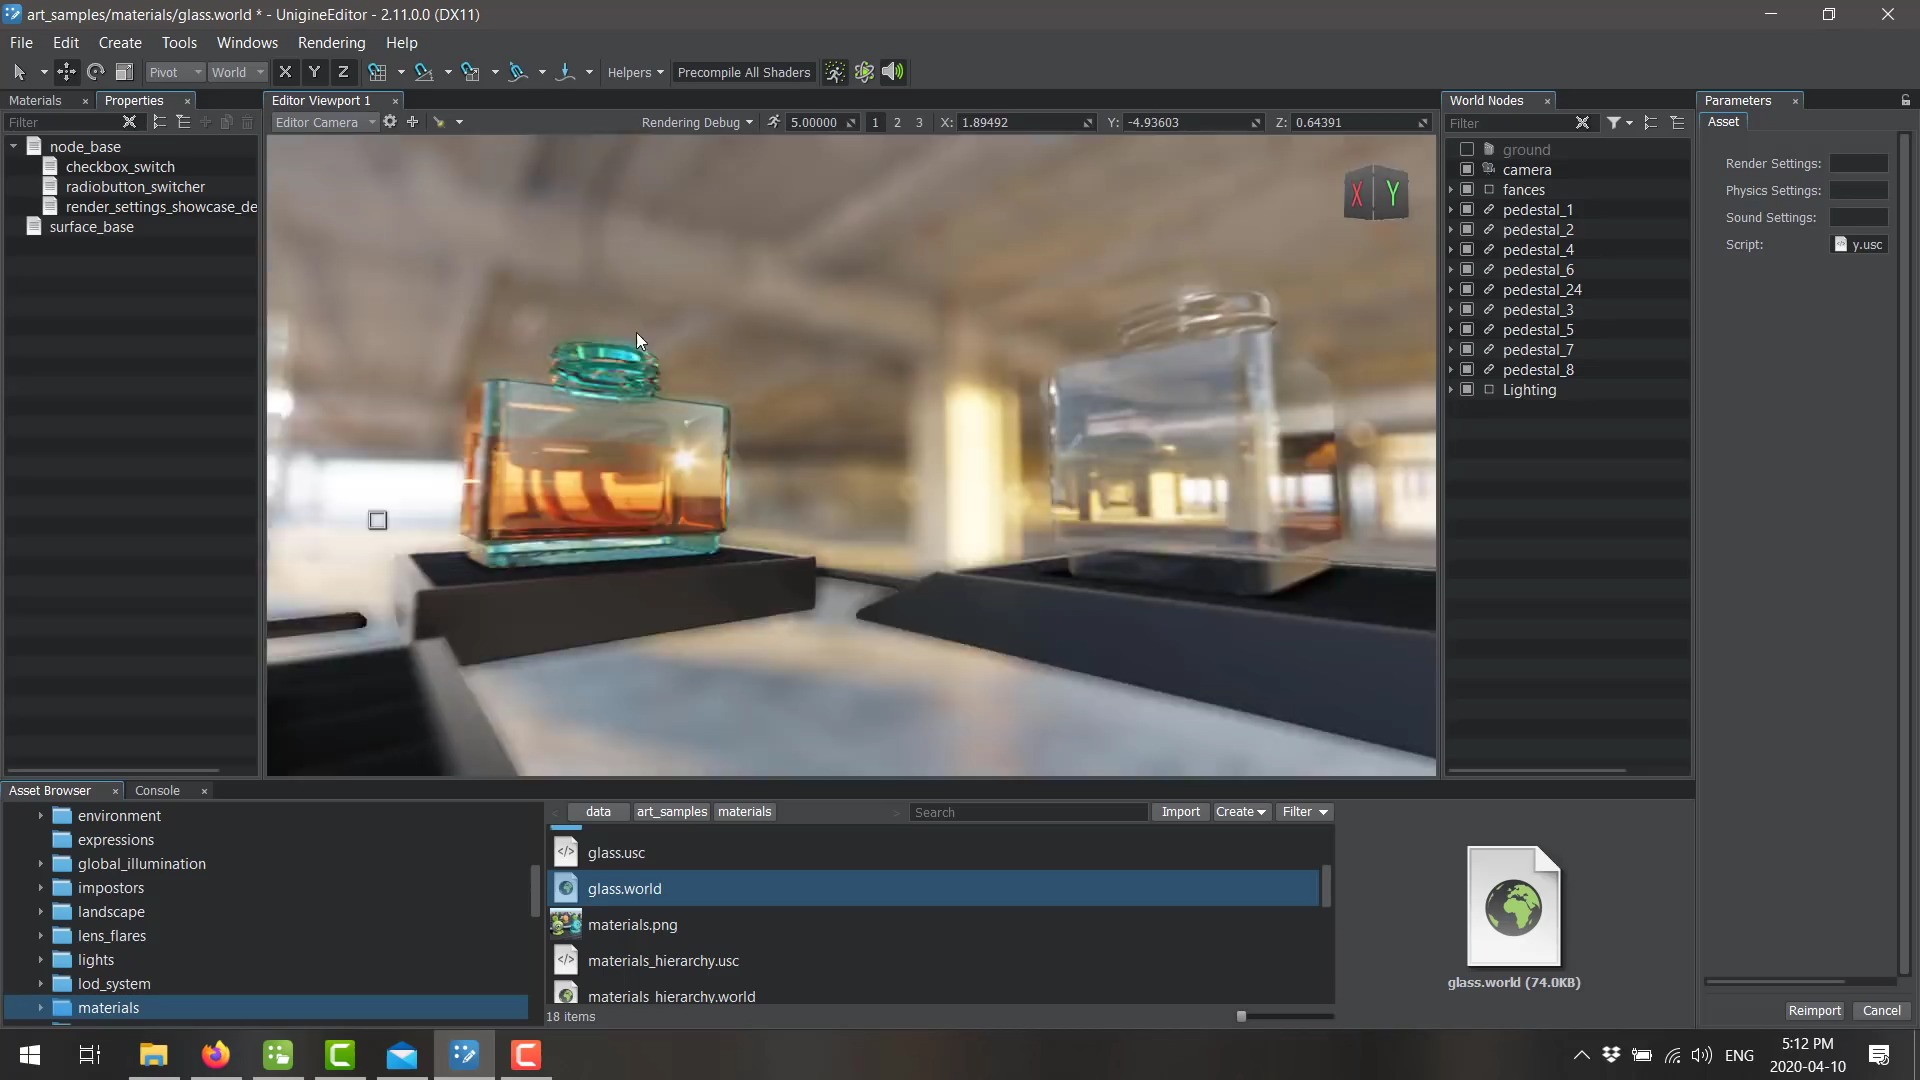 art_samples/materials/glass.world * - UnigineEditor - 2.11.0.0 (DX11)
File Edit Create Tools Windows Rendering Help
Pivot World X Y Z Helpers Precompile All Shaders
Materials × Properties × Editor Viewport 1 × World Nodes × Parameters ×
Filter Editor Camera Rendering Debug 5.00000 1 2 3 X: 1.89492 Y: -4.93603 Z: 0.64391 Filter Asset
node_base
checkbox_switch
radiobutton_switcher
render_settings_showcase_de
surface_base
X Y
ground
camera
fances
pedestal_1
pedestal_2
pedestal_4
pedestal_6
pedestal_24
pedestal_3
pedestal_5
pedestal_7
pedestal_8
Lighting
Render Settings:
Physics Settings:
Sound Settings:
Script: y.usc
Asset Browser × Console ×
environment
expressions
global_illumination
impostors
landscape
lens_flares
lights
lod_system
materials
< data art_samples materials > Search Import Create Filter
glass.usc
glass.world
materials.png
materials_hierarchy.usc
materials_hierarchy.world
18 items
glass.world (74.0KB)
Reimport Cancel
ENG 5:12 PM
2020-04-10